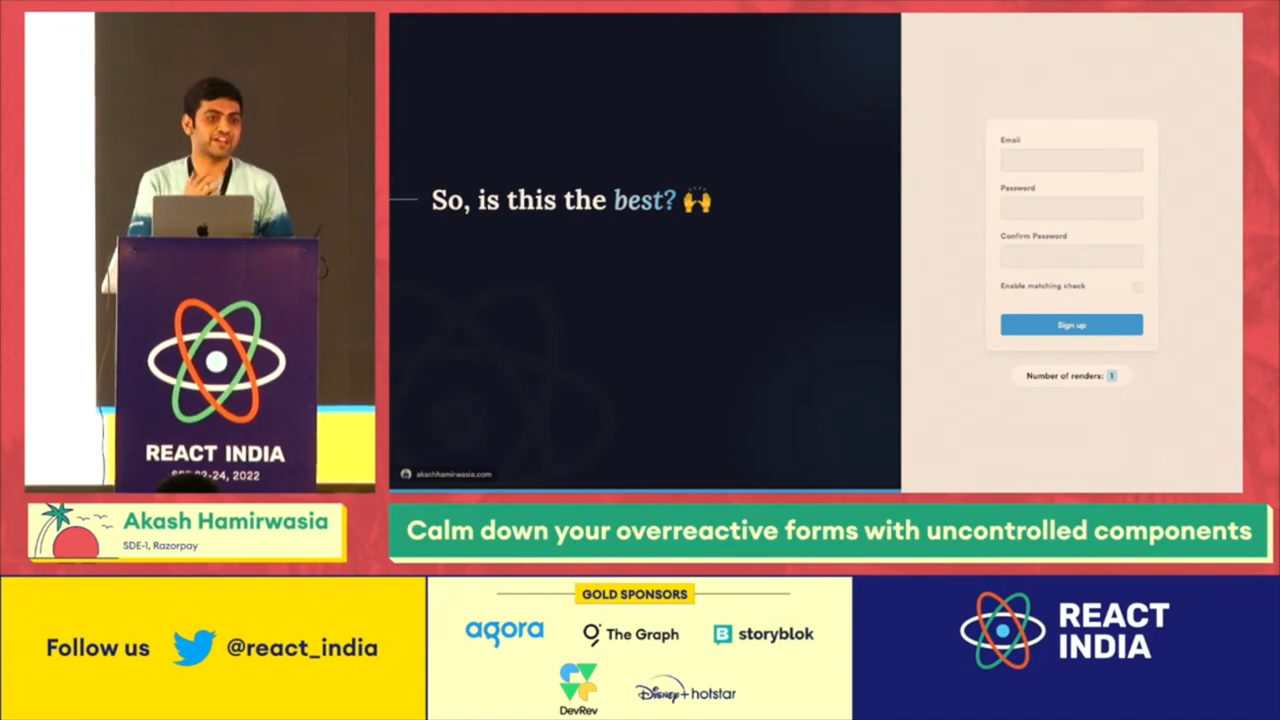 So, is this the best? 🙌
akashhamirwasia.com
Email
Password
Confirm Password
Enable matching check
Sign up
Number of renders: 1
REACT INDIA
2022
Akash Hamirwasia
SDE-1, Razorpay
Calm down your overreactive forms with uncontrolled components
Follow us @react_india
GOLD SPONSORS
agora
The Graph
B storyblok
DevRev
Disney+ hotstar
REACT
INDIA